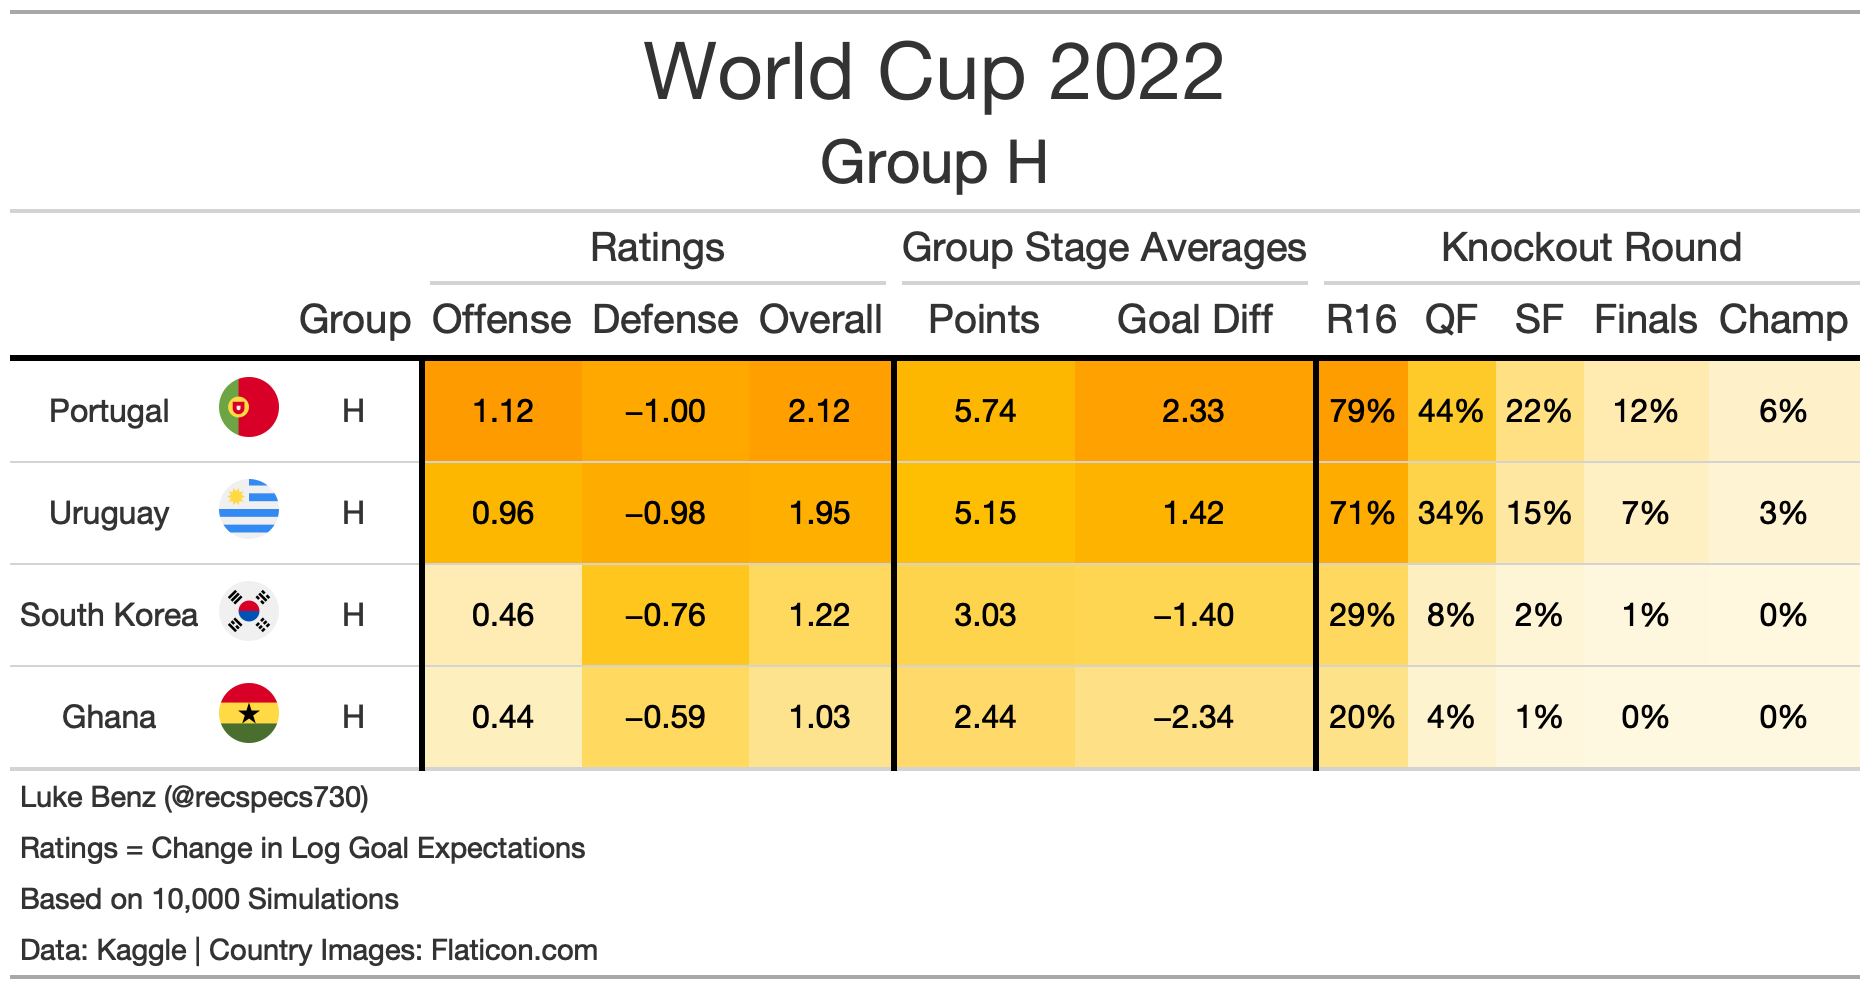 World Cup 2022
Group H
Ratings Group Stage Averages Knockout Round
Group Offense Defense Overall Points Goal Diff R16 QF SF Finals Champ
Portugal H 1.12 −1.00 2.12 5.74 2.33 79% 44% 22% 12% 6%
Uruguay H 0.96 −0.98 1.95 5.15 1.42 71% 34% 15% 7% 3%
South Korea H 0.46 −0.76 1.22 3.03 −1.40 29% 8% 2% 1% 0%
Ghana H 0.44 −0.59 1.03 2.44 −2.34 20% 4% 1% 0% 0%
Luke Benz (@recspecs730)
Ratings = Change in Log Goal Expectations
Based on 10,000 Simulations
Data: Kaggle | Country Images: Flaticon.com